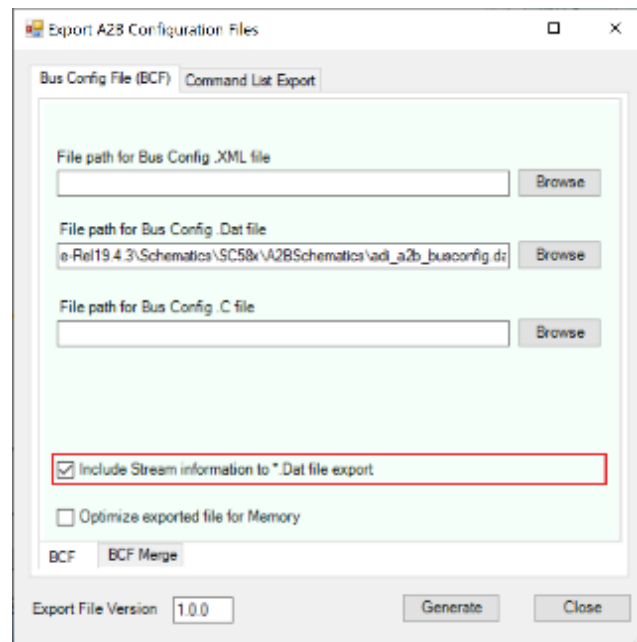 Export A2B Configuration Files
Bus Config File (BCF) Command List Export
File path for Bus Config .XML file
Browse
File path for Bus Config .Dat file
e-Rel19.4.3\Schematics\SC58x\A2BSchematics\adi_a2b_busconfig.da
Browse
File path for Bus Config .C file
Browse
Include Stream information to *.Dat file export
Optimize exported file for Memory
BCF BCF Merge
Export File Version 1.0.0 Generate Close